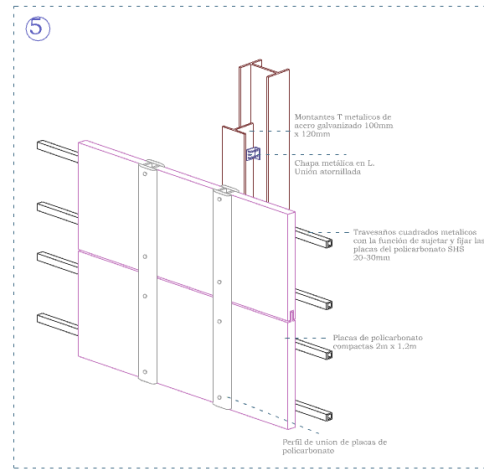 5
Montantes T metalicos de
acero galvanizado 100mm
x 120mm
Chapa metálica en L.
Unión atornillada
Travesaños cuadrados metalicos
con la función de sujetar y fijar las
placas del policarbonato SHS
20-30mm
Placas de policarbonato
compactas 2m x 1.2m
Perfil de union de placas de
policarbonato